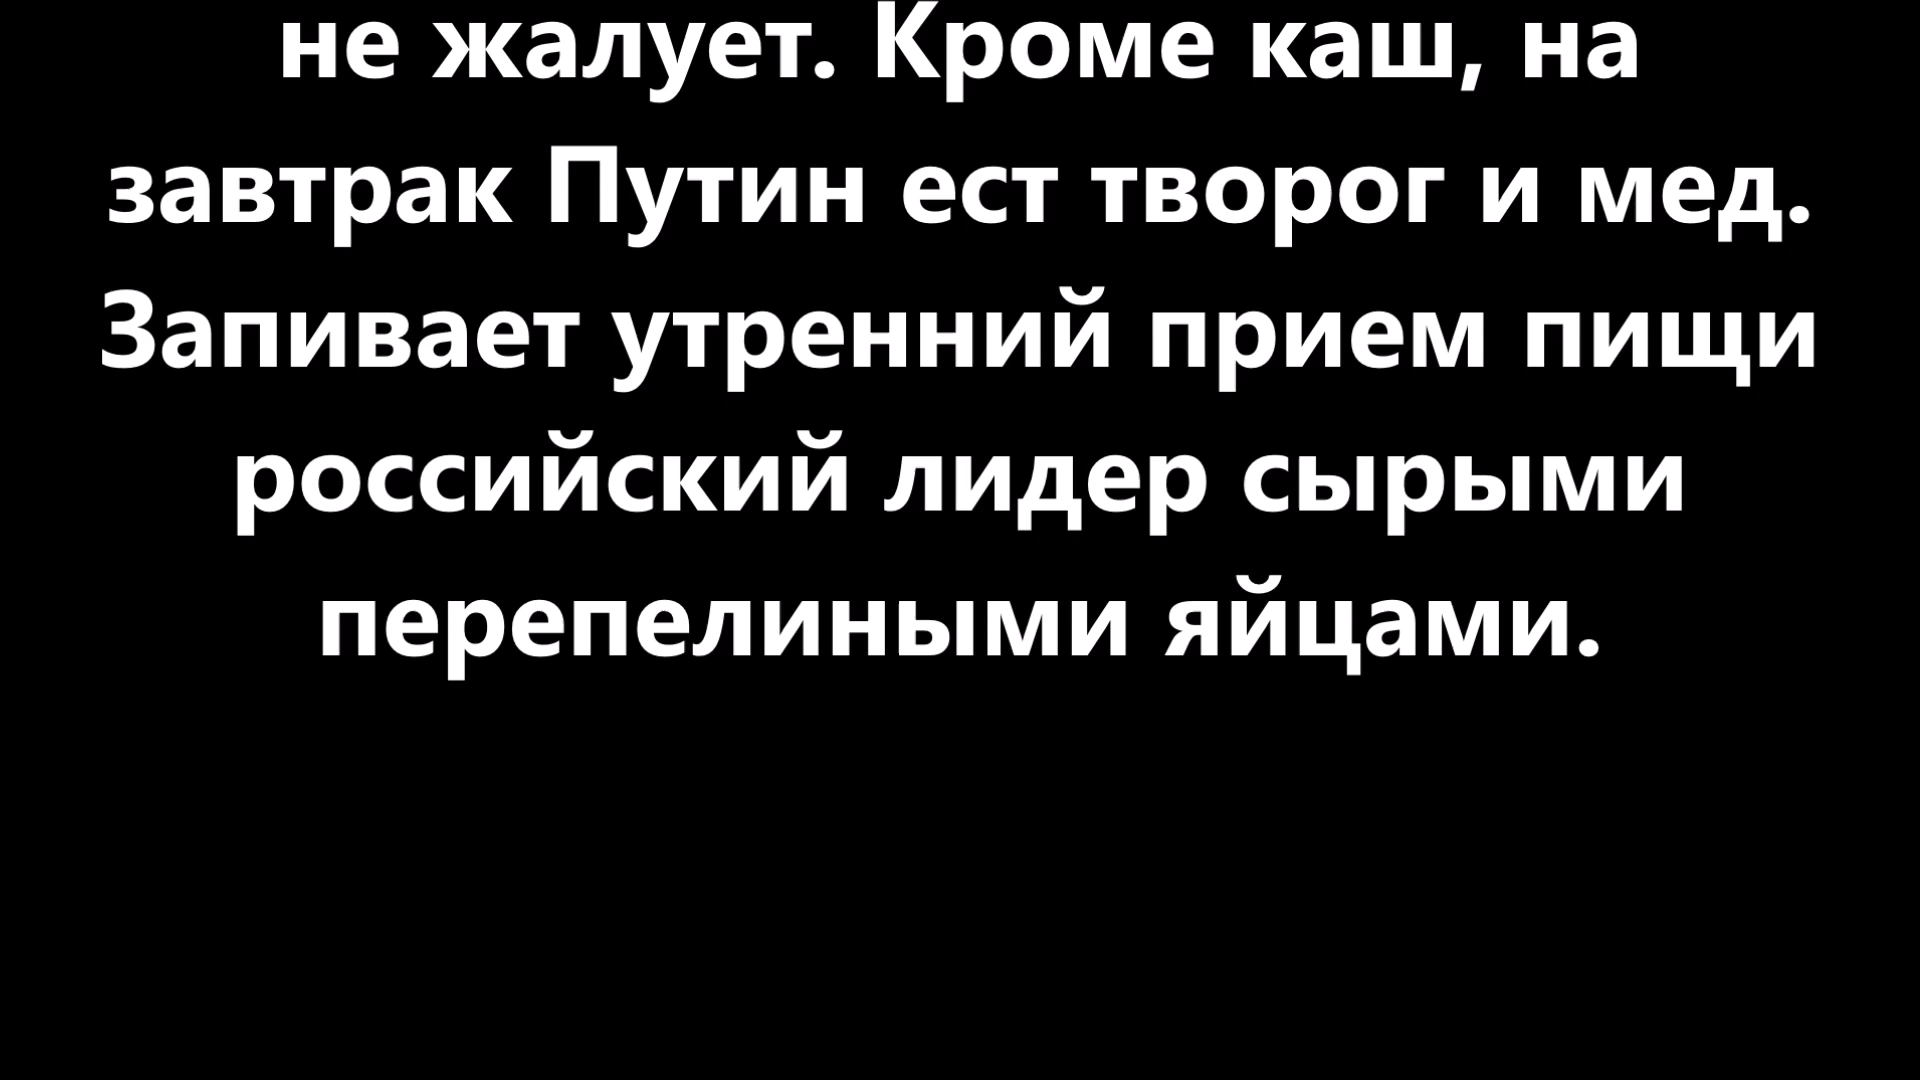 не жалует. Кроме каш, на
завтрак Путин ест творог и мед.
Запивает утренний прием пищи
российский лидер сырыми
перепелиными яйцами.